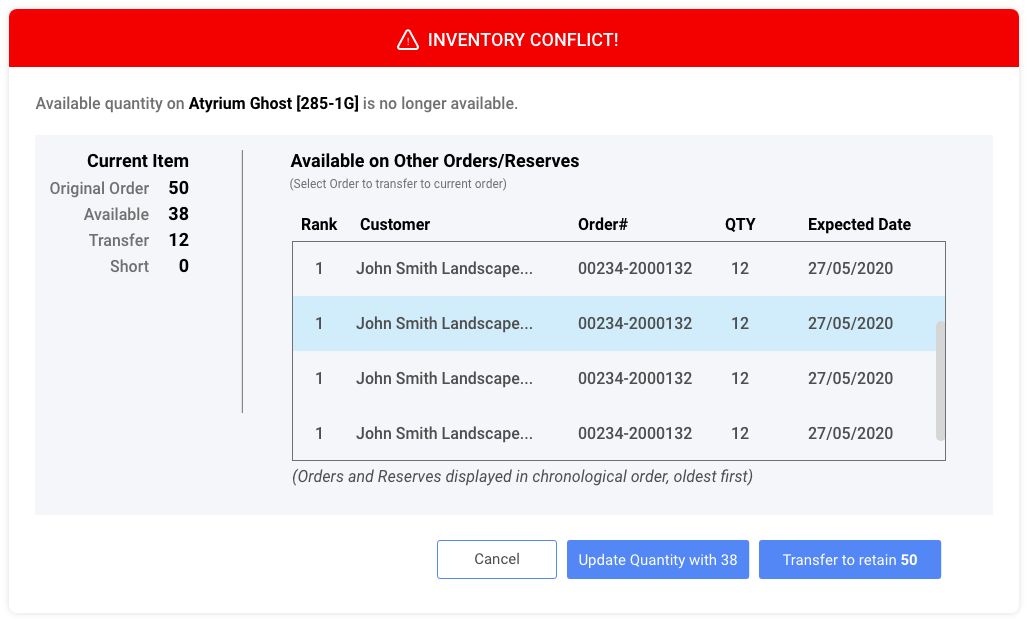 INVENTORY CONFLICT!
Available quantity on Atyrium Ghost [285-1G] is no longer available.
Current Item
Original Order 50
Available 38
Transfer 12
Short 0
Available on Other Orders/Reserves
(Select Order to transfer to current order)
Rank Customer Order# QTY Expected Date
1 John Smith Landscape... 00234-2000132 12 27/05/2020
1 John Smith Landscape... 00234-2000132 12 27/05/2020
1 John Smith Landscape... 00234-2000132 12 27/05/2020
1 John Smith Landscape... 00234-2000132 12 27/05/2020
(Orders and Reserves displayed in chronological order, oldest first)
Cancel Update Quantity with 38 Transfer to retain 50